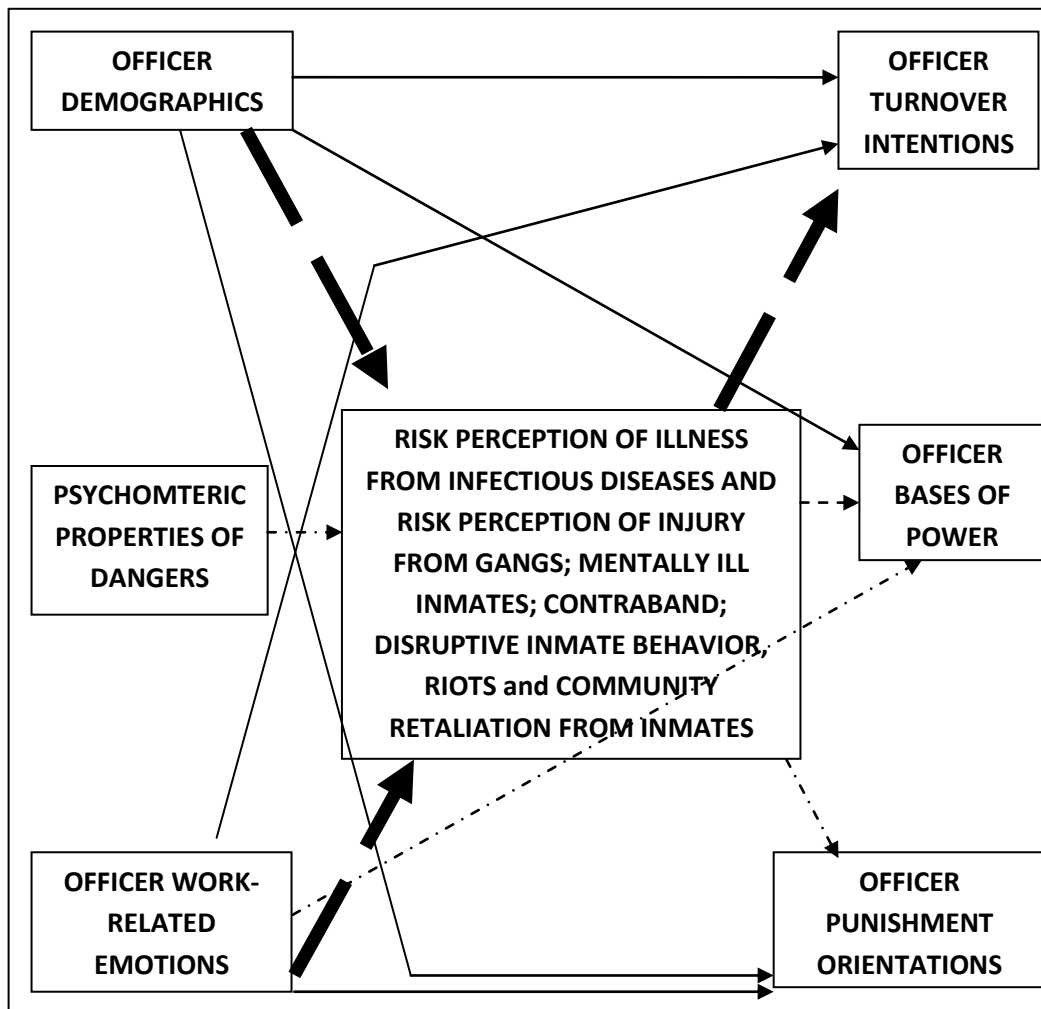 OFFICER
DEMOGRAPHICS
OFFICER
TURNOVER
INTENTIONS
RISK PERCEPTION OF ILLNESS
FROM INFECTIOUS DISEASES AND
RISK PERCEPTION OF INJURY
FROM GANGS; MENTALLY ILL
INMATES; CONTRABAND;
DISRUPTIVE INMATE BEHAVIOR,
RIOTS and COMMUNITY
RETALIATION FROM INMATES
PSYCHOMTERIC
PROPERTIES OF
DANGERS
OFFICER
BASES OF
POWER
OFFICER WORK-
RELATED
EMOTIONS
OFFICER
PUNISHMENT
ORIENTATIONS